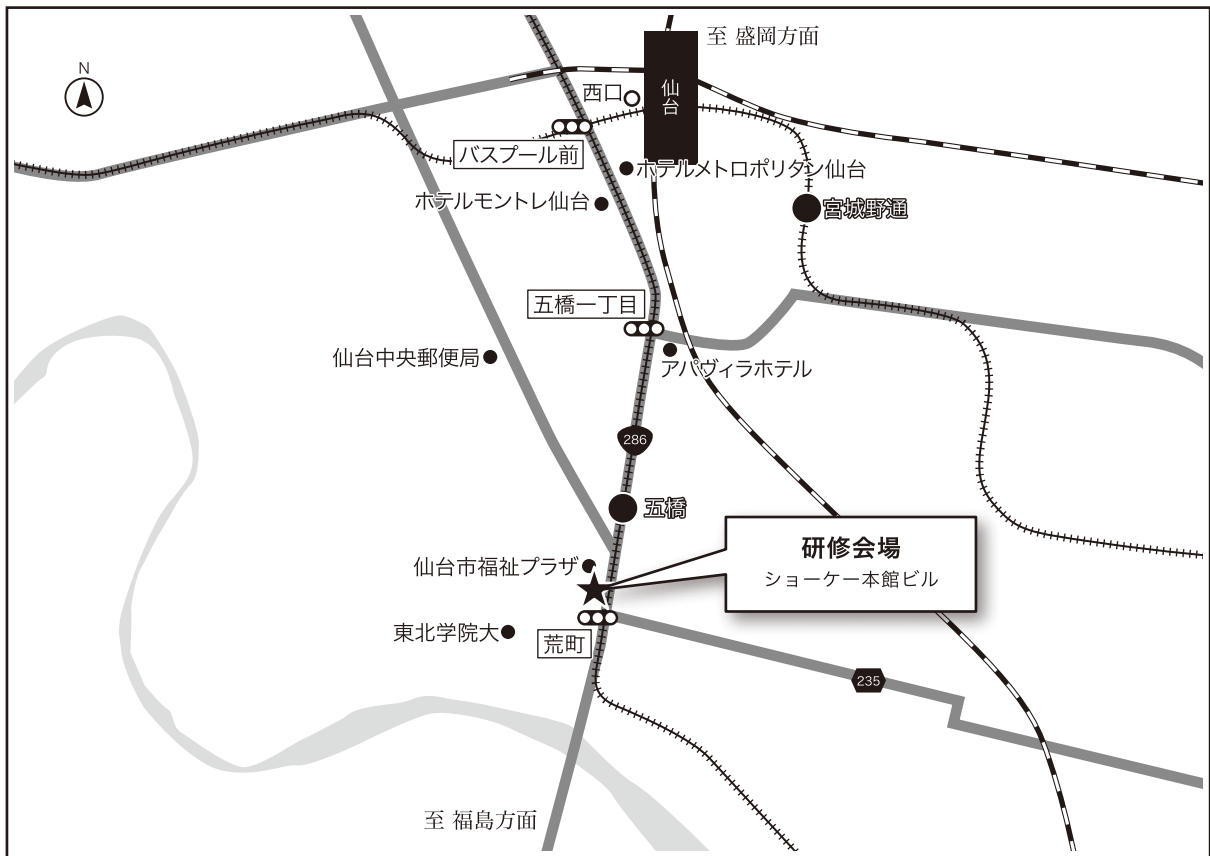 至 盛岡方面
N
仙台
西口
バスプール前
ホテルメトロポリタン仙台
ホテルモントレ仙台
宮城野通
五橋一丁目
仙台中央郵便局
アパヴィラホテル
286
五橋
研修会場
ショーケー本館ビル
仙台市福祉プラザ
東北学院大
荒町
235
至 福島方面